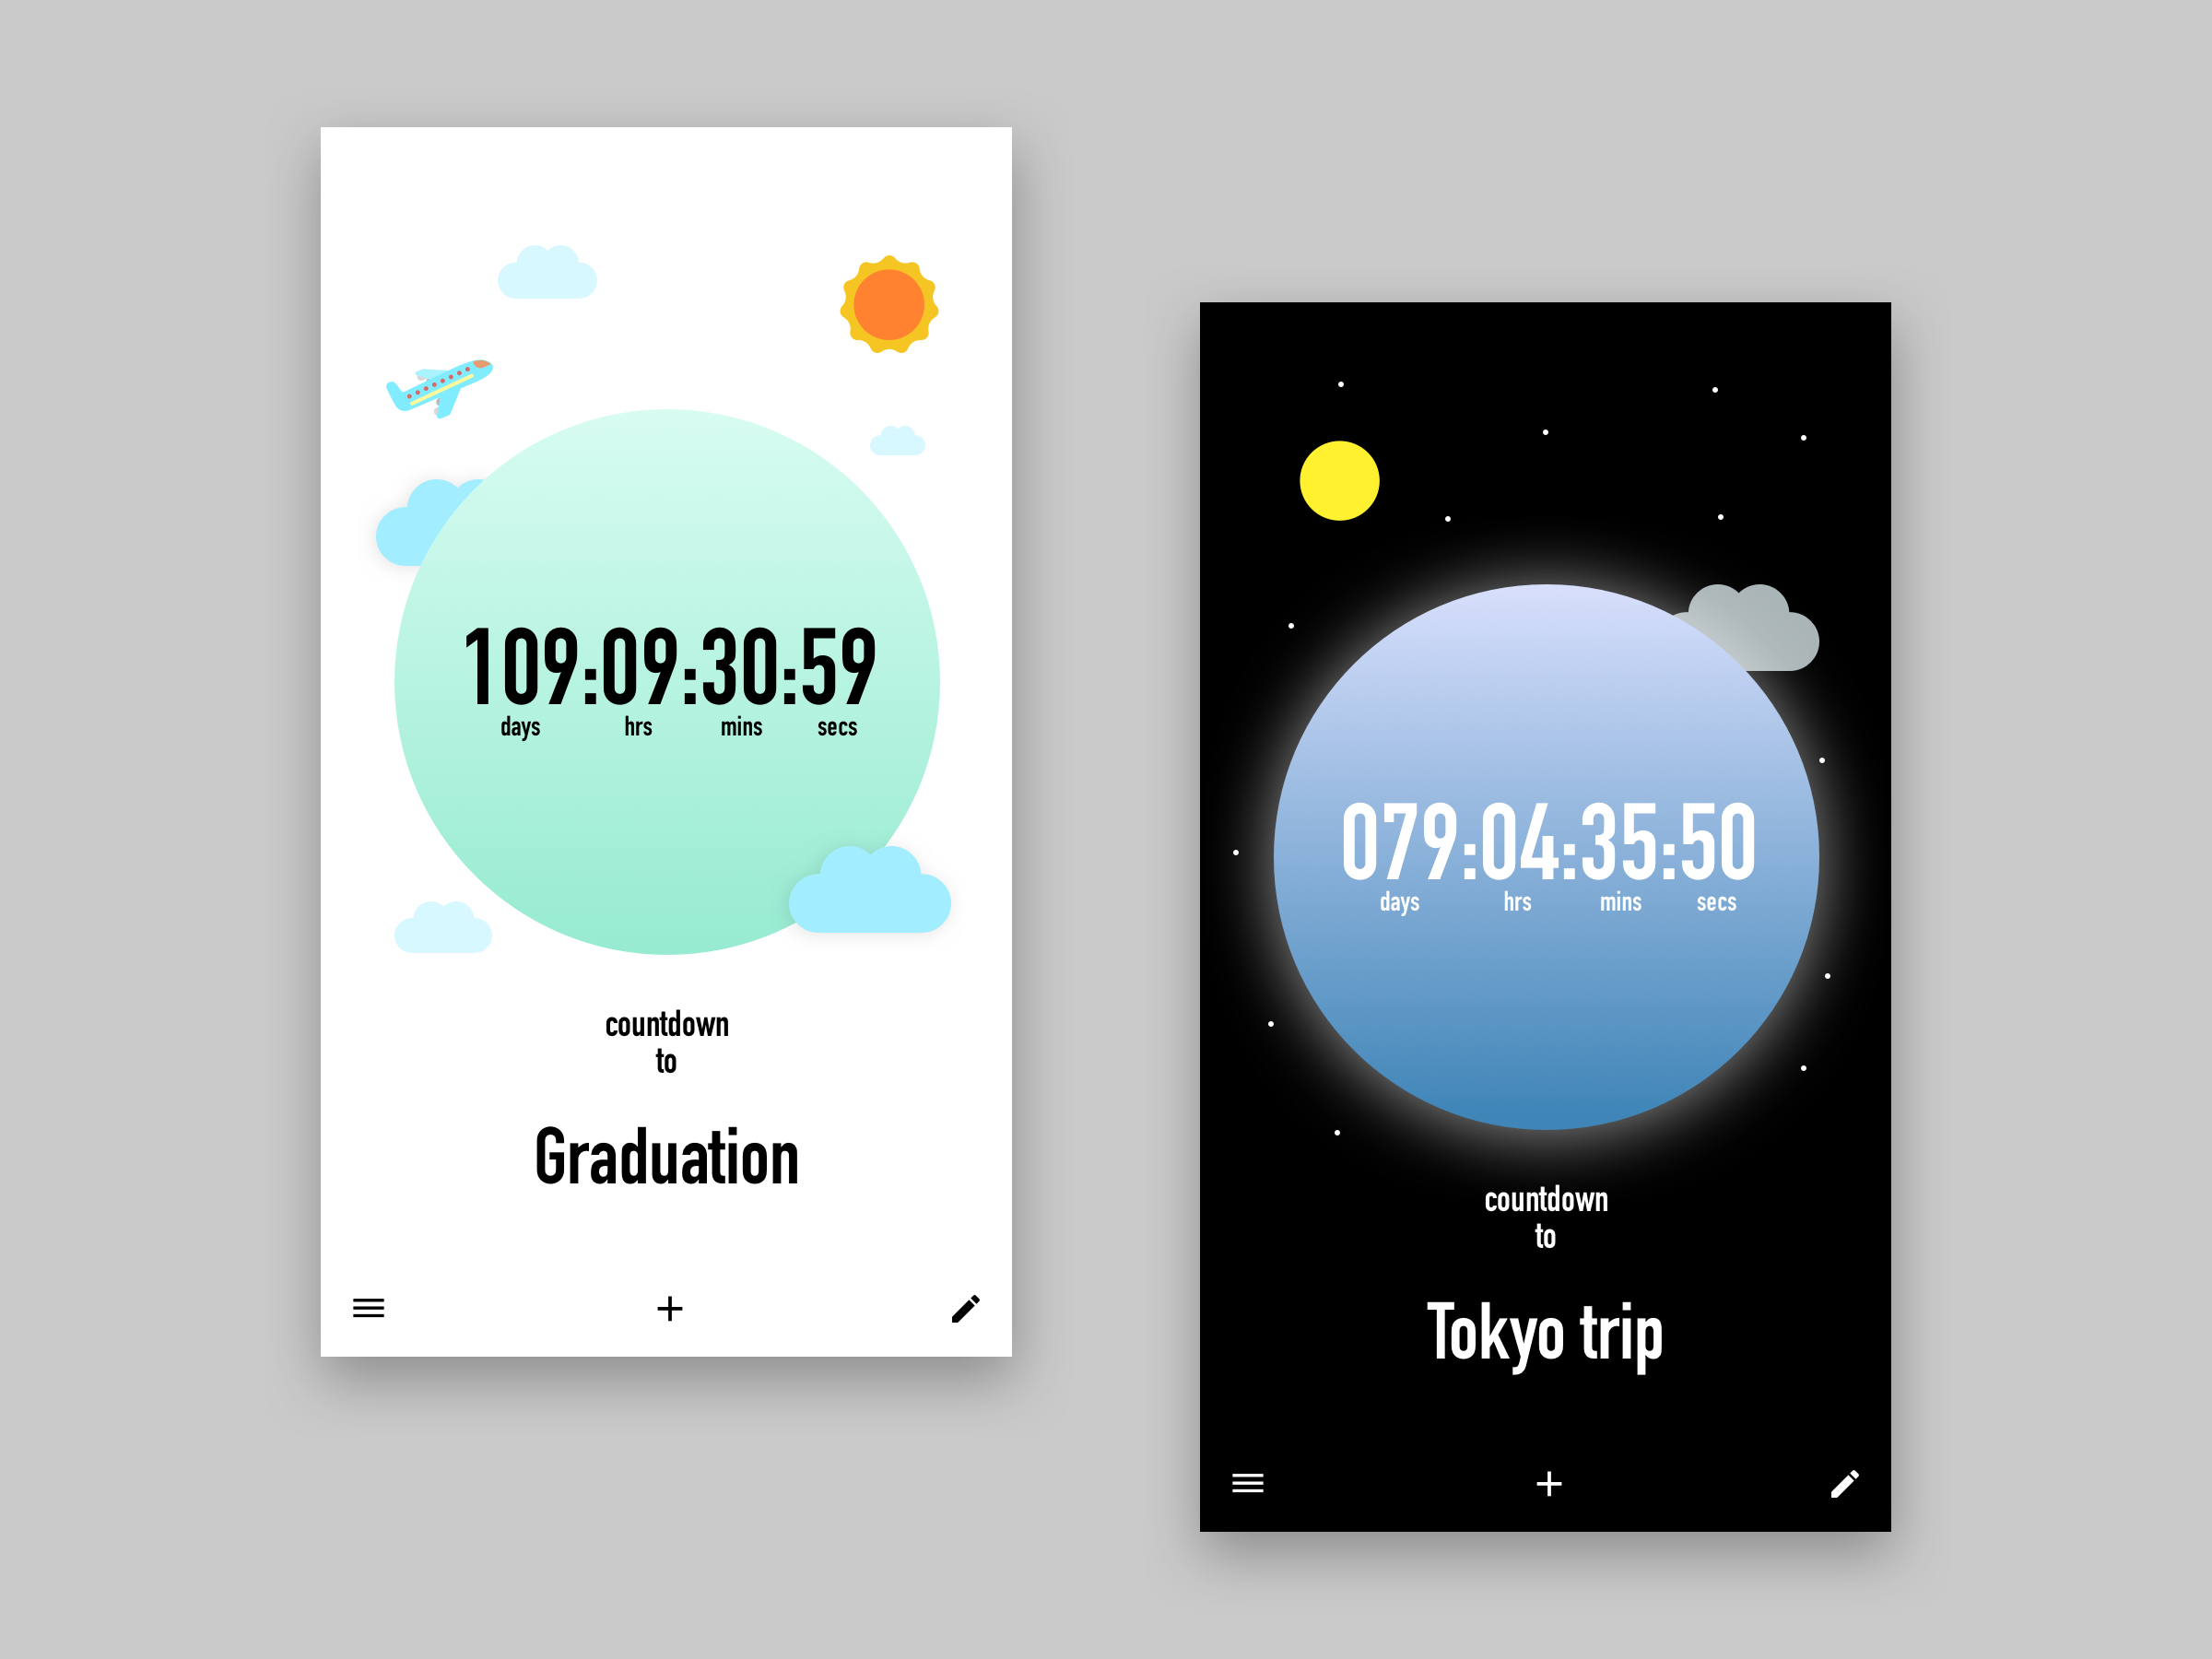 109:09:30:59
days hrs mins secs
countdown
to
Graduation
079:04:35:50
days hrs mins secs
countdown
to
Tokyo trip